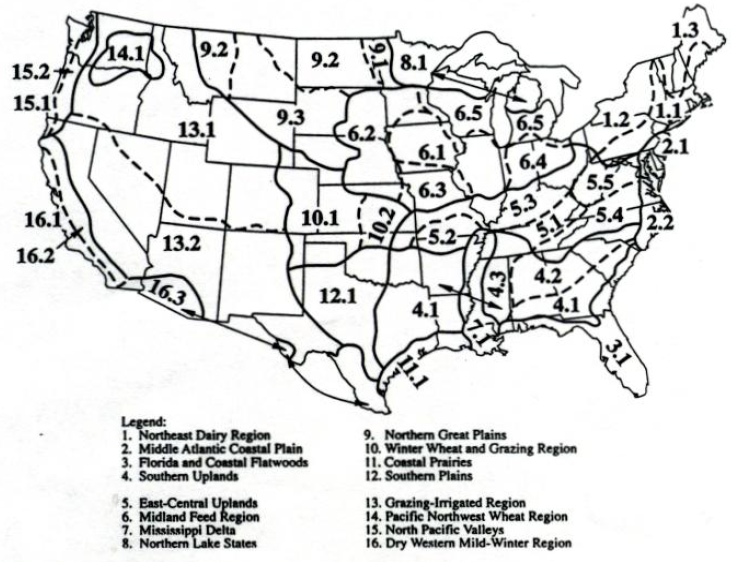 1.3
14.1
9.2
9.2
9.1
8.1
15.2
15.1
1.2
1.1
13.1
9.3
6.2
6.5
6.5
2.1
6.1
6.4
6.3
5.5
16.1
10.1
10.2
5.3
5.1
5.4
2.2
16.2
13.2
5.2
16.3
12.1
4.1
4.3
4.2
4.1
7.1
11.1
3.1
Legend:
1. Northeast Dairy Region
2. Middle Atlantic Coastal Plain
3. Florida and Coastal Flatwoods
4. Southern Uplands
5. East-Central Uplands
6. Midland Feed Region
7. Mississippi Delta
8. Northern Lake States
9. Northern Great Plains
10. Winter Wheat and Grazing Region
11. Coastal Prairies
12. Southern Plains
13. Grazing-Irrigated Region
14. Pacific Northwest Wheat Region
15. North Pacific Valleys
16. Dry Western Mild-Winter Region